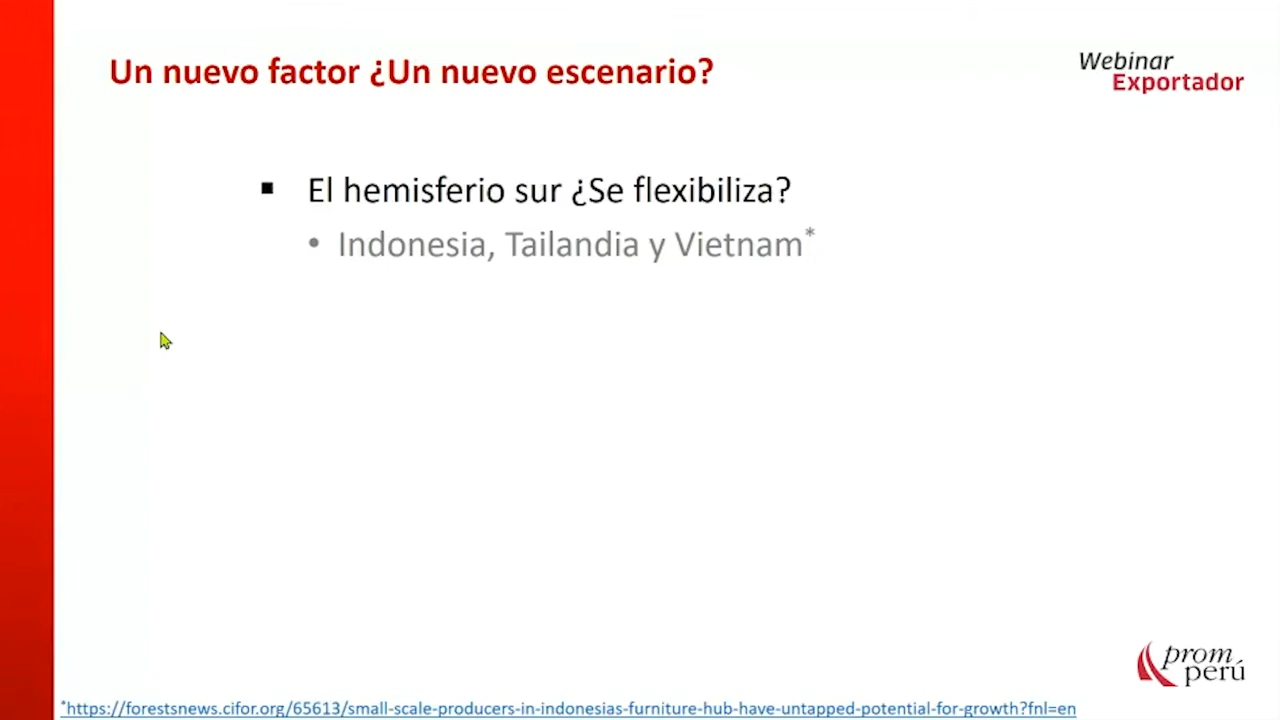 Un nuevo factor ¿Un nuevo escenario?
Webinar
Exportador
▪ El hemisferio sur ¿Se flexibiliza?
• Indonesia, Tailandia y Vietnam*
prom
perú
*https://forestsnews.cifor.org/65613/small-scale-producers-in-indonesias-furniture-hub-have-untapped-potential-for-growth?fnl=en